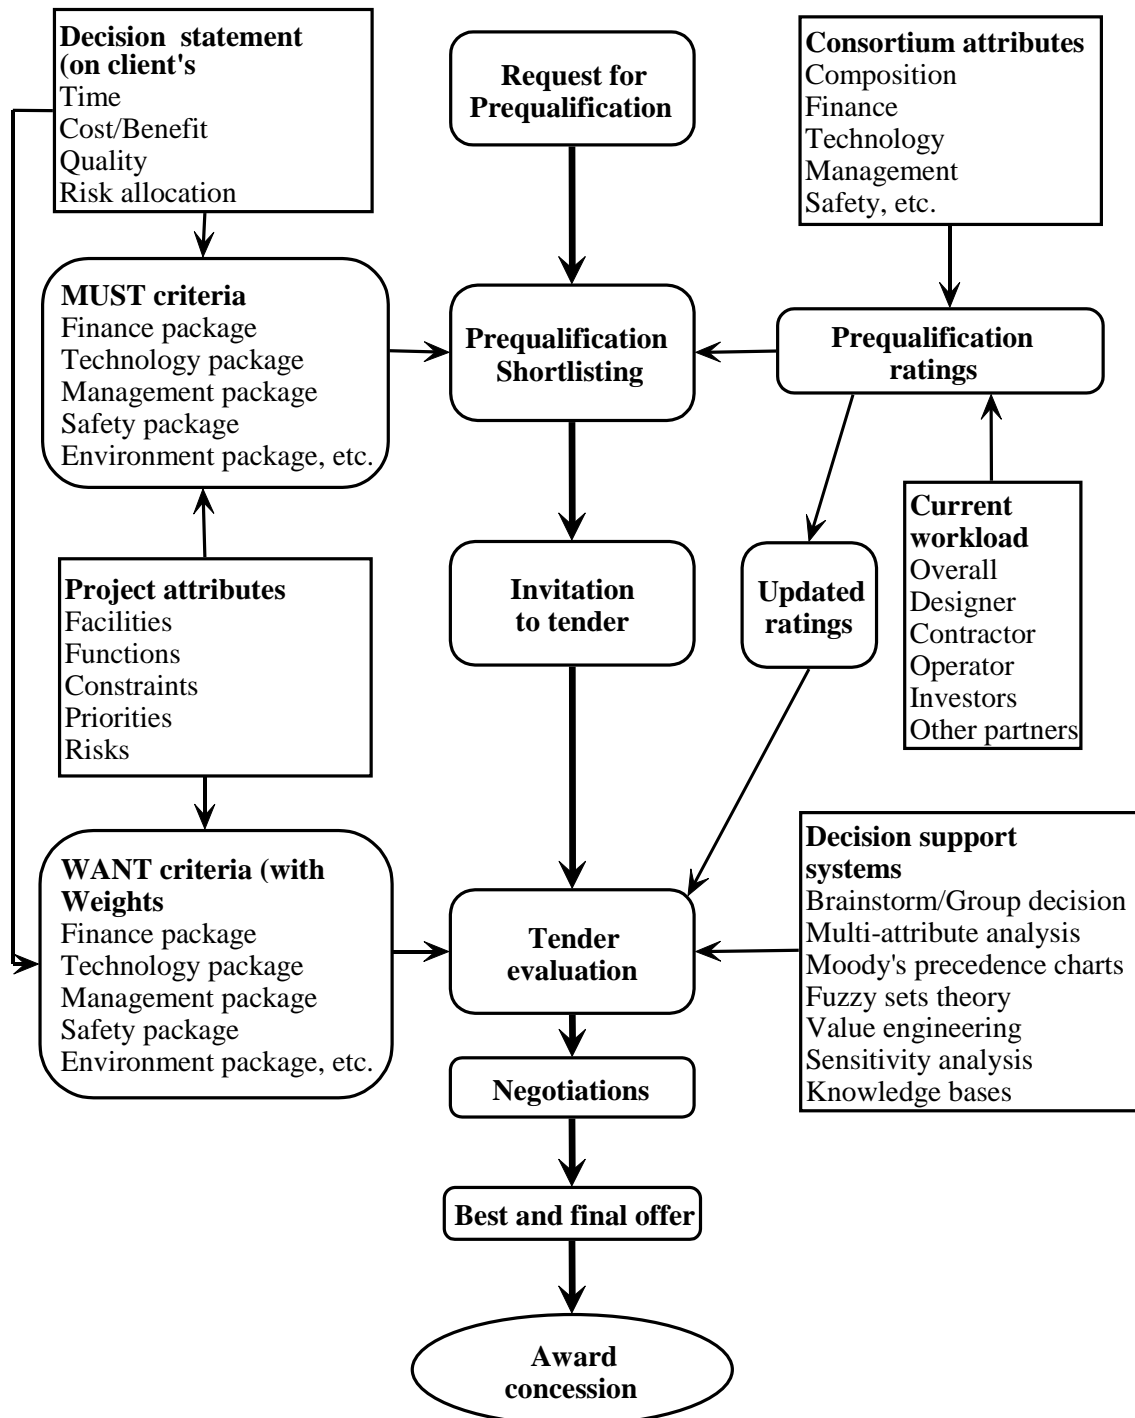 Decision statement
(on client's
Time
Cost/Benefit
Quality
Risk allocation
Request for
Prequalification
Consortium attributes
Composition
Finance
Technology
Management
Safety, etc.
MUST criteria
Finance package
Technology package
Management package
Safety package
Environment package, etc.
Prequalification
Shortlisting
Prequalification
ratings
Project attributes
Facilities
Functions
Constraints
Priorities
Risks
Invitation
to tender
Updated
ratings
Current
workload
Overall
Designer
Contractor
Operator
Investors
Other partners
WANT criteria (with
Weights
Finance package
Technology package
Management package
Safety package
Environment package, etc.
Tender
evaluation
Decision support
systems
Brainstorm/Group decision
Multi-attribute analysis
Moody's precedence charts
Fuzzy sets theory
Value engineering
Sensitivity analysis
Knowledge bases
Negotiations
Best and final offer
Award
concession